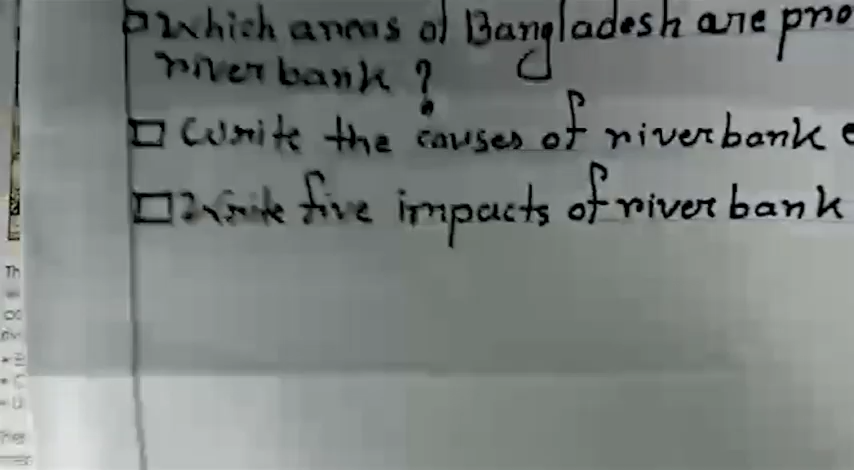 which areas of Bangladesh are pro
river bank?
Write the causes of riverbank e
Write five impacts of river bank
Th